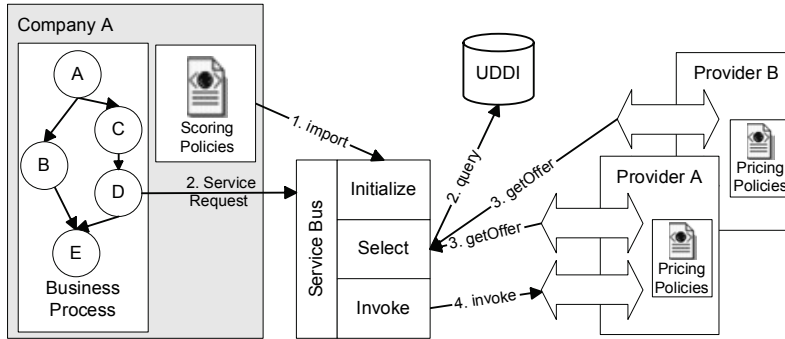 Company A
A
B
C
D
E
Business
Process
Scoring
Policies
1. import
2. Service
Request
Service Bus
Initialize
Select
Invoke
UDDI
2. query
3. getOffer
3. getOffer
4. invoke
Provider B
Pricing
Policies
Provider A
Pricing
Policies